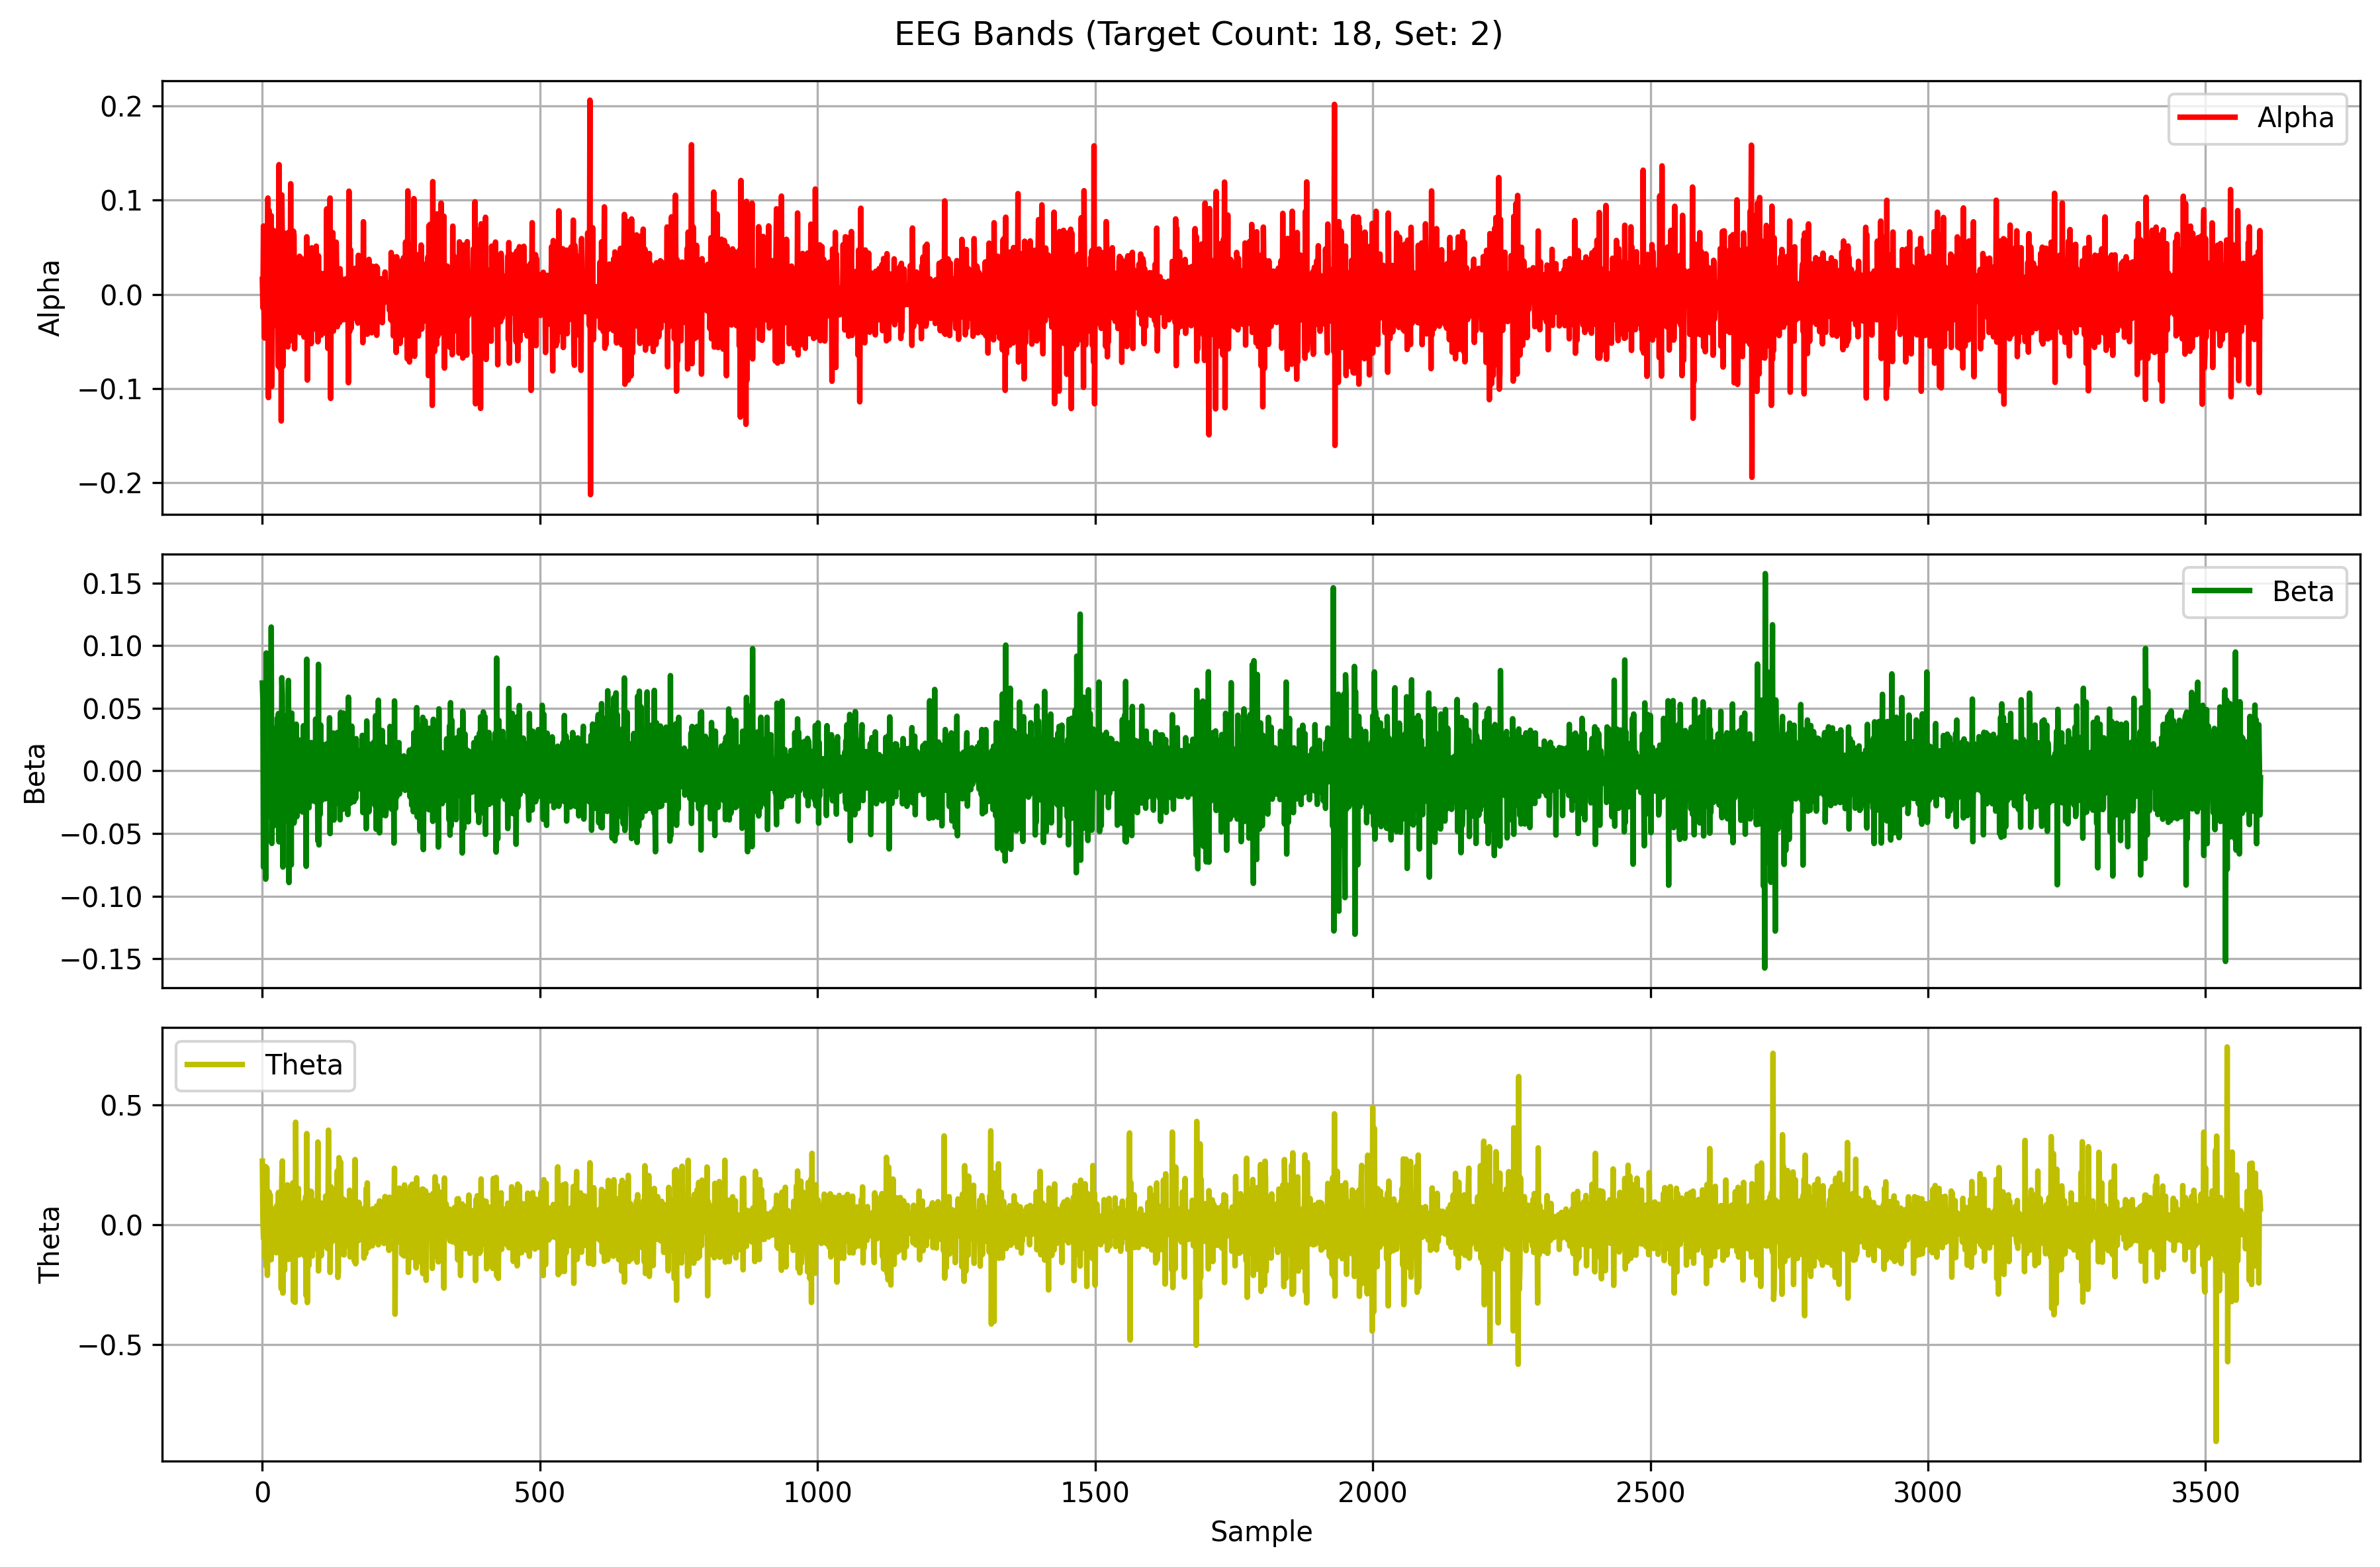 EEG Bands (Target Count: 18, Set: 2)
0.2
0.1
0.0
−0.1
−0.2
Alpha
Alpha
0.15
0.10
0.05
0.00
−0.05
−0.10
−0.15
Beta
Beta
0.5
0.0
−0.5
Theta
Theta
0 500 1000 1500 2000 2500 3000 3500
Sample